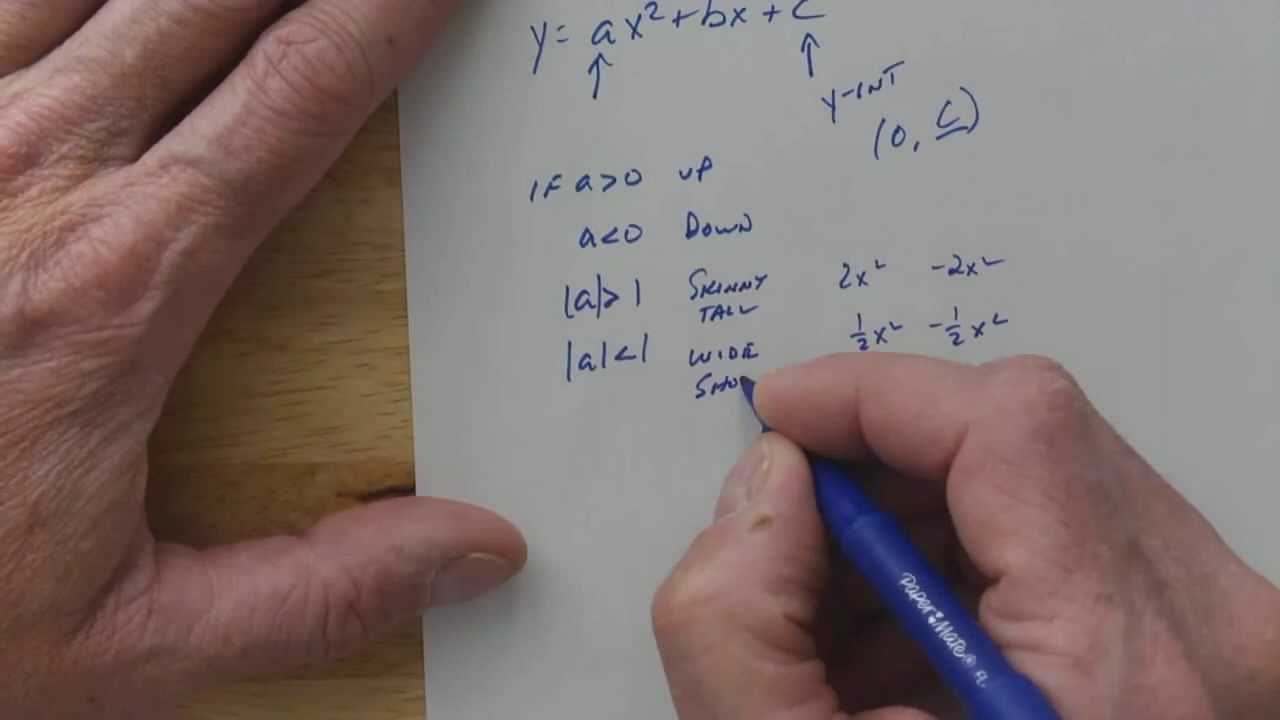 y = ax² + bx + c
↑ ↑
Y-INT
(0, C)
IF a>0 UP
a<0 DOWN
|a|>1 SKINNY 2x² -2x²
TALL
|a|<1 WIDE 1/2x² -1/2x²
SHO
Paper Mate®